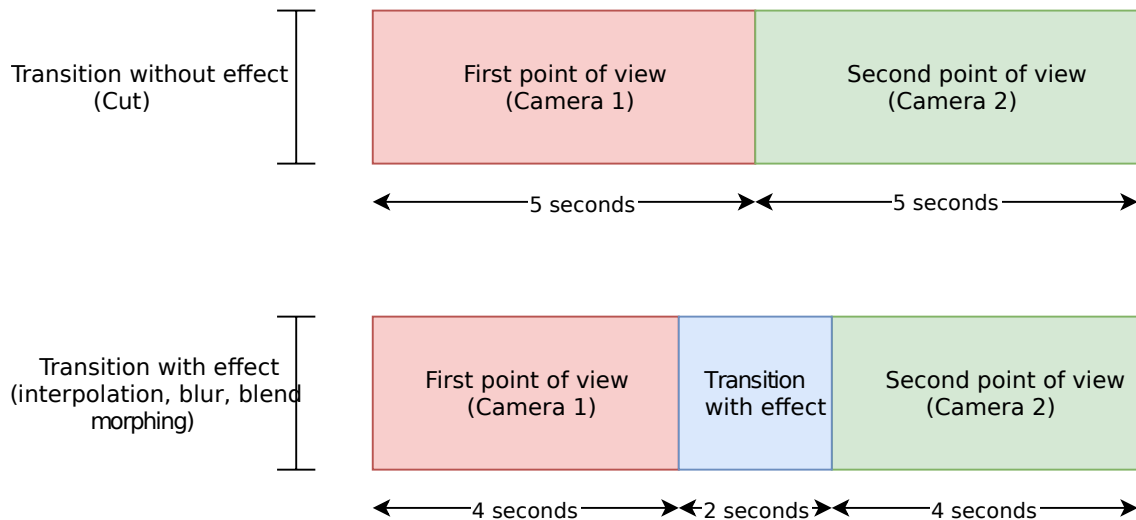 Transition without effect
(Cut)
First point of view
(Camera 1)
Second point of view
(Camera 2)
5 seconds
5 seconds
Transition with effect
(interpolation, blur, blend
morphing)
First point of view
(Camera 1)
Transition
with effect
Second point of view
(Camera 2)
4 seconds
2 seconds
4 seconds